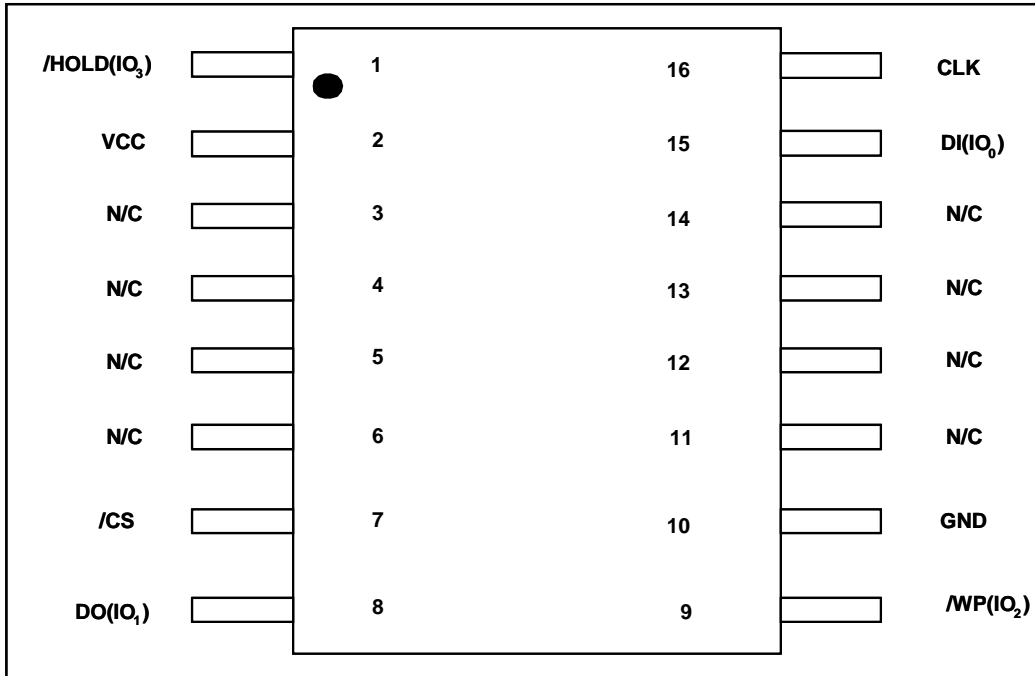 /HOLD(IO3) 1 16 CLK
VCC 2 15 DI(IO0)
N/C 3 14 N/C
N/C 4 13 N/C
N/C 5 12 N/C
N/C 6 11 N/C
/CS 7 10 GND
DO(IO1) 8 9 /WP(IO2)